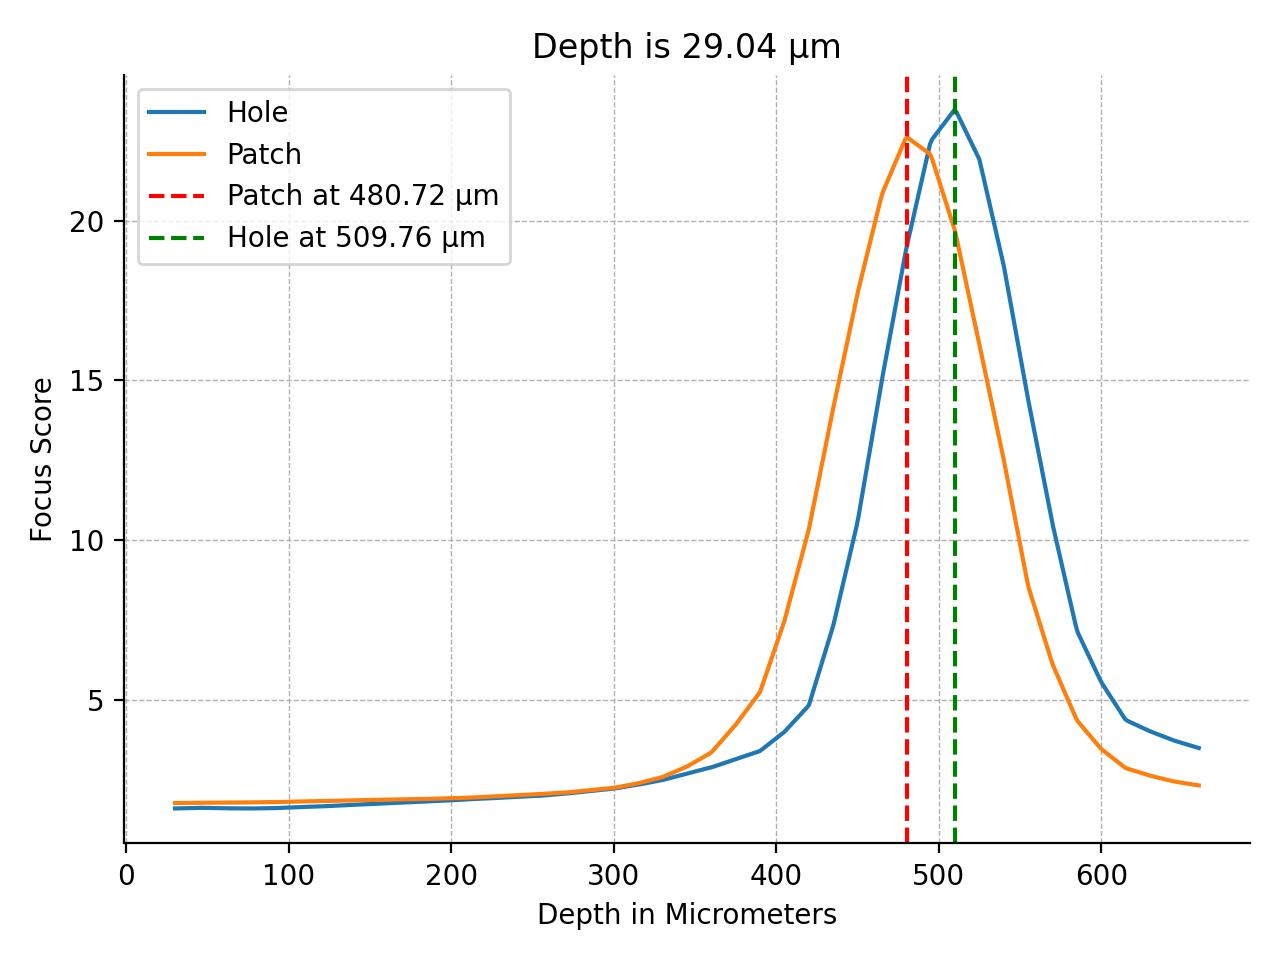 Depth is 29.04 μm
Hole
Patch
Patch at 480.72 μm
Hole at 509.76 μm
Focus Score
20
15
10
5
0 100 200 300 400 500 600
Depth in Micrometers